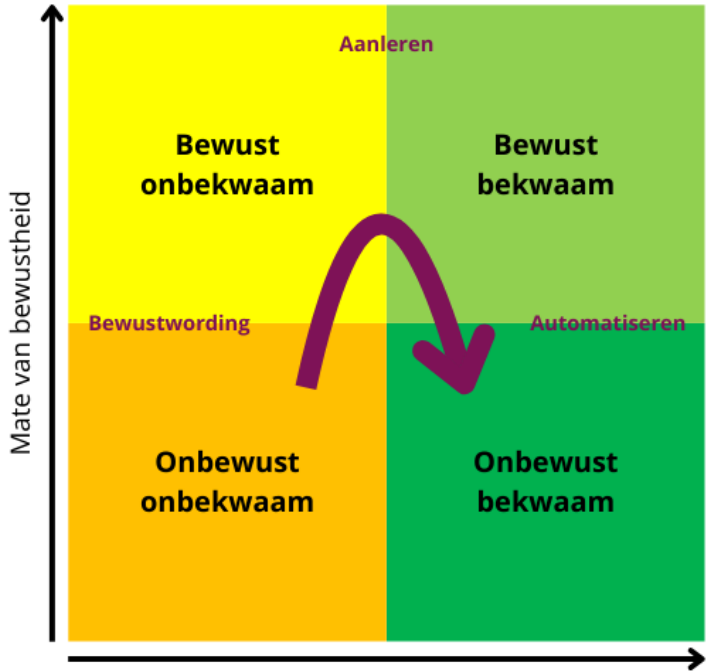 Aanleren
Bewust
onbekwaam
Bewust
bekwaam
Mate van bewustheid
Bewustwording
Automatiseren
Onbewust
onbekwaam
Onbewust
bekwaam